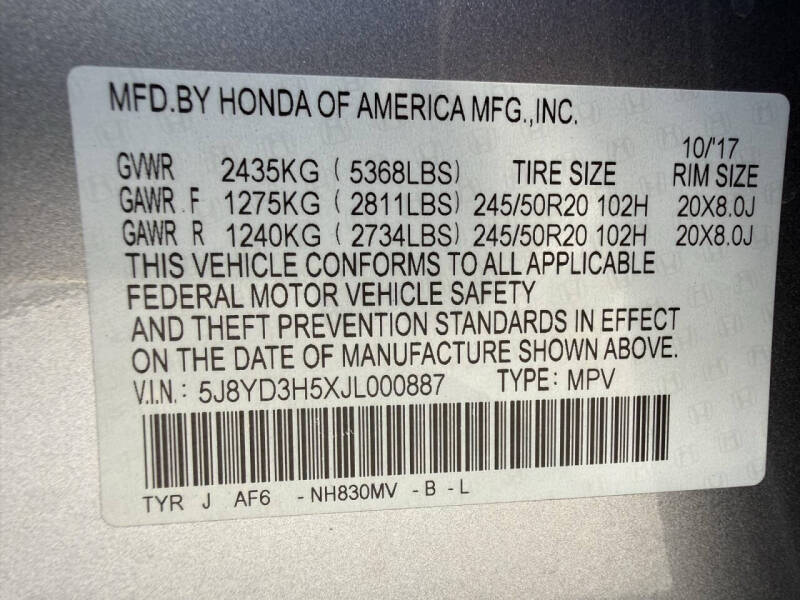 MFD.BY HONDA OF AMERICA MFG.,INC.
10/'17
GVWR 2435KG ( 5368LBS) TIRE SIZE RIM SIZE
GAWR F 1275KG ( 2811LBS) 245/50R20 102H 20X8.0J
GAWR R 1240KG ( 2734LBS) 245/50R20 102H 20X8.0J
THIS VEHICLE CONFORMS TO ALL APPLICABLE
FEDERAL MOTOR VEHICLE SAFETY
AND THEFT PREVENTION STANDARDS IN EFFECT
ON THE DATE OF MANUFACTURE SHOWN ABOVE.
V.I.N.: 5J8YD3H5XJL000887 TYPE: MPV
TYR J AF6 -NH830MV -B -L